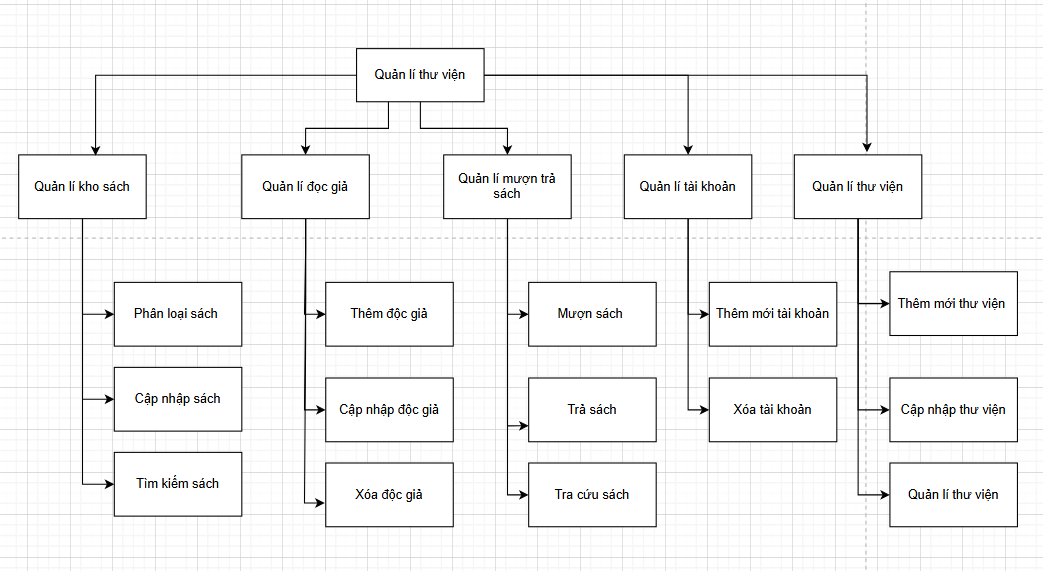 Quản lí thư viện
Quản lí kho sách
Quản lí đọc giả
Quản lí mượn trả
sách
Quản lí tài khoản
Quản lí thư viện
Phân loại sách
Cập nhập sách
Tìm kiếm sách
Thêm độc giả
Cập nhập độc giả
Xóa độc giả
Mượn sách
Trả sách
Tra cứu sách
Thêm mới tài khoản
Xóa tài khoản
Thêm mới thư viện
Cập nhập thư viện
Quản lí thư viện